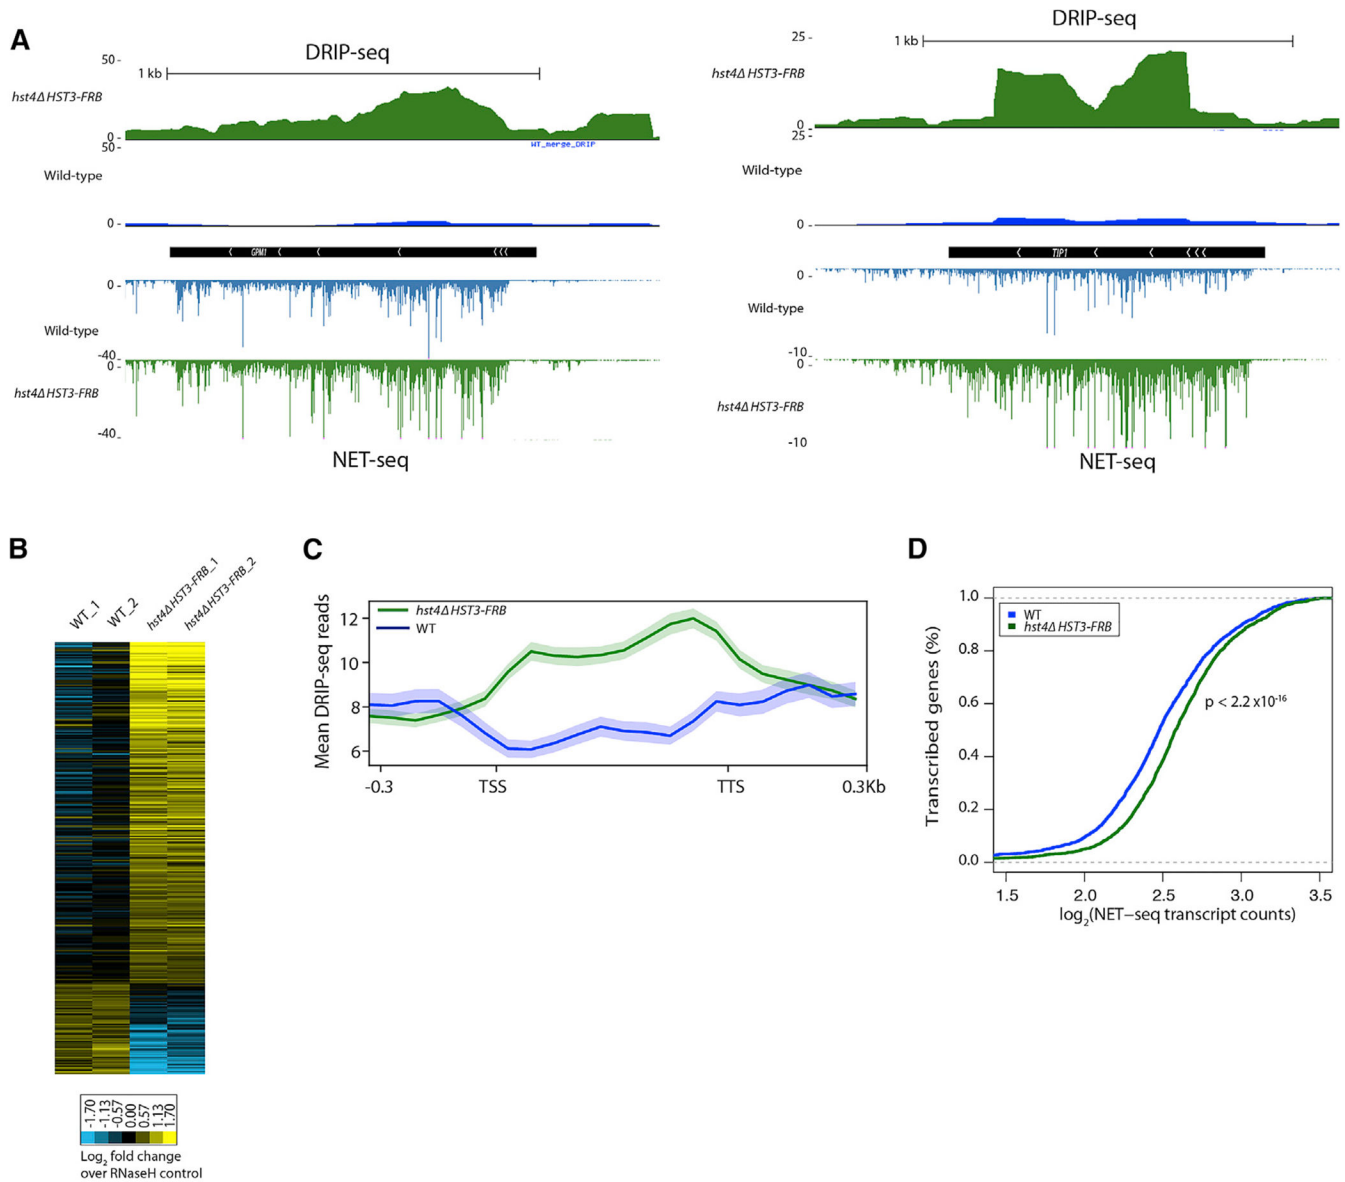 A
DRIP-seq
1 kb
50
hst4Δ HST3-FRB
0
WT_merge_DRIP
50
Wild-type
0
GPM1
0
Wild-type
-40
0
hst4Δ HST3-FRB
-40
NET-seq
DRIP-seq
1 kb
25
hst4Δ HST3-FRB
0
25
Wild-type
0
TIP1
0
Wild-type
-10
0
hst4Δ HST3-FRB
-10
NET-seq
B
WT_1
WT_2
hst4Δ HST3-FRB_1
hst4Δ HST3-FRB_2
-1.70
-1.13
-0.57
0.00
0.57
1.13
1.70
Log2 fold change
over RNaseH control
C
hst4Δ HST3-FRB
WT
Mean DRIP-seq reads
12
10
8
6
-0.3
TSS
TTS
0.3Kb
D
WT
hst4Δ HST3-FRB
p < 2.2 x10-16
Transcribed genes (%)
1.0
0.8
0.6
0.4
0.2
0.0
1.5
2.0
2.5
3.0
3.5
log2(NET−seq transcript counts)